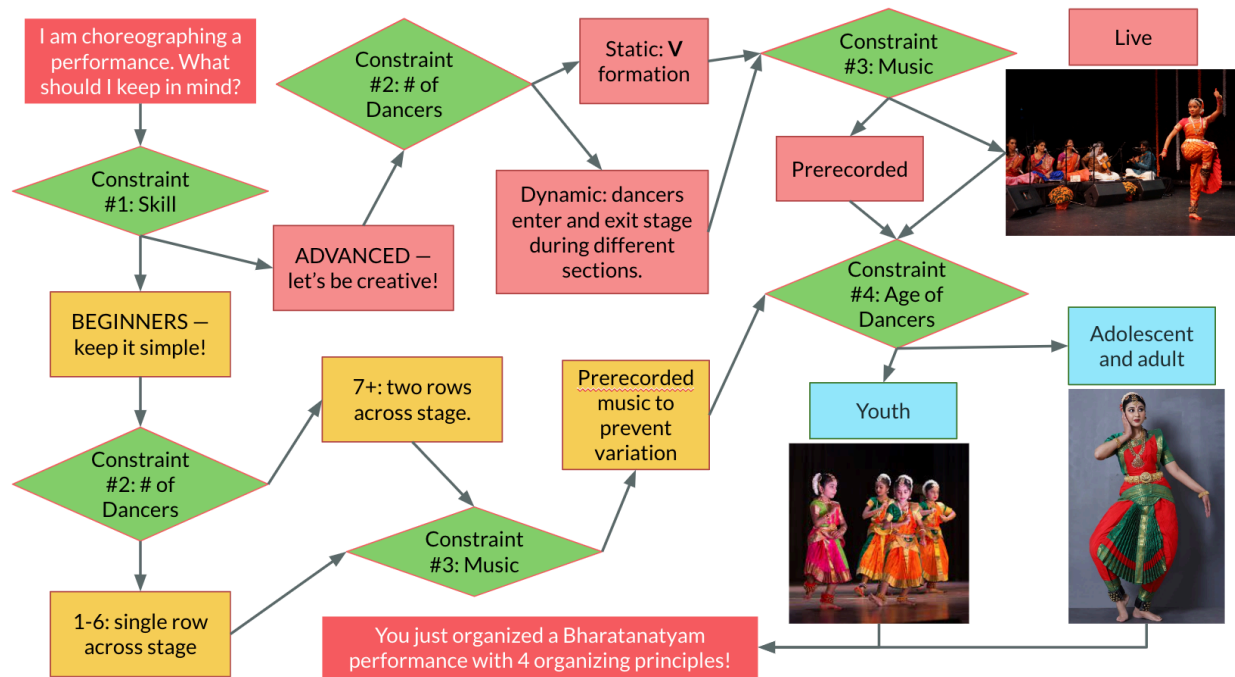 I am choreographing a
performance. What
should I keep in mind?
Constraint
#1: Skill
ADVANCED —
let's be creative!
Constraint
#2: # of
Dancers
Static: V
formation
Dynamic: dancers
enter and exit stage
during different
sections.
Constraint
#3: Music
Live
Prerecorded
BEGINNERS —
keep it simple!
Constraint
#2: # of
Dancers
7+: two rows
across stage.
1-6: single row
across stage
Constraint
#3: Music
Prerecorded
music to
prevent
variation
Constraint
#4: Age of
Dancers
Youth
Adolescent
and adult
You just organized a Bharatanatyam
performance with 4 organizing principles!